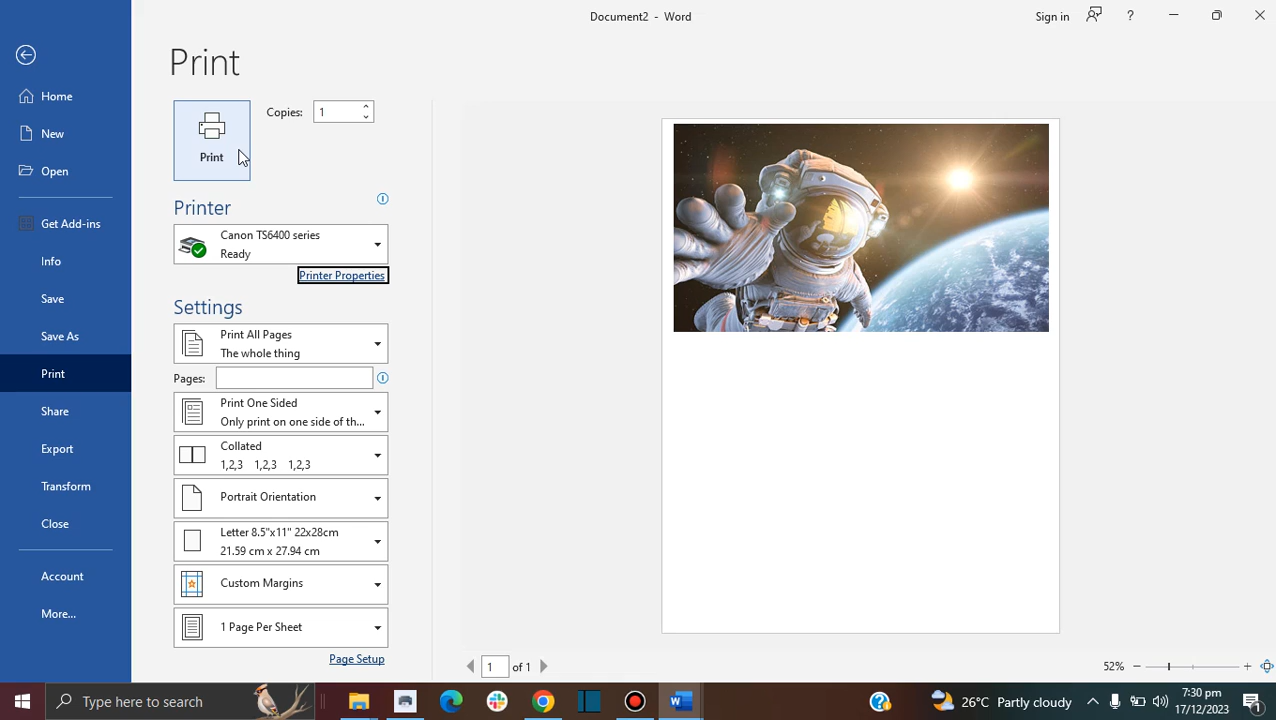 Document2 - Word
Sign in
?
Print
Home
New
Open
Get Add-ins
Info
Save
Save As
Print
Share
Export
Transform
Close
Account
More...
Print
Copies: 1
Printer
Canon TS6400 series
Ready
Printer Properties
Settings
Print All Pages
The whole thing
Pages:
Print One Sided
Only print on one side of th...
Collated
1,2,3 1,2,3 1,2,3
Portrait Orientation
Letter 8.5"x11" 22x28cm
21.59 cm x 27.94 cm
Custom Margins
1 Page Per Sheet
Page Setup
1 of 1
52%
Type here to search
26°C Partly cloudy
7:30 pm
17/12/2023
1